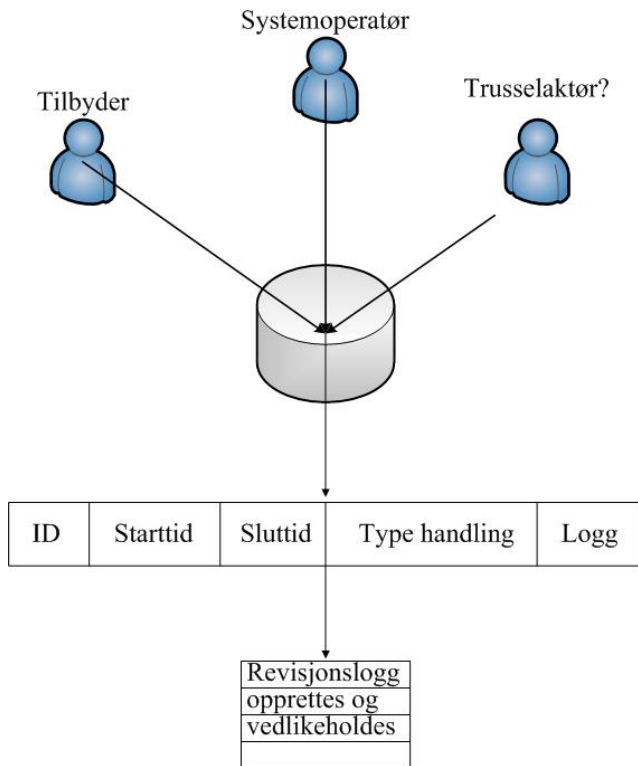 Systemoperatør
Tilbyder
Trusselaktør?
ID Starttid Sluttid Type handling Logg
Revisjonslogg
opprettes og
vedlikeholdes